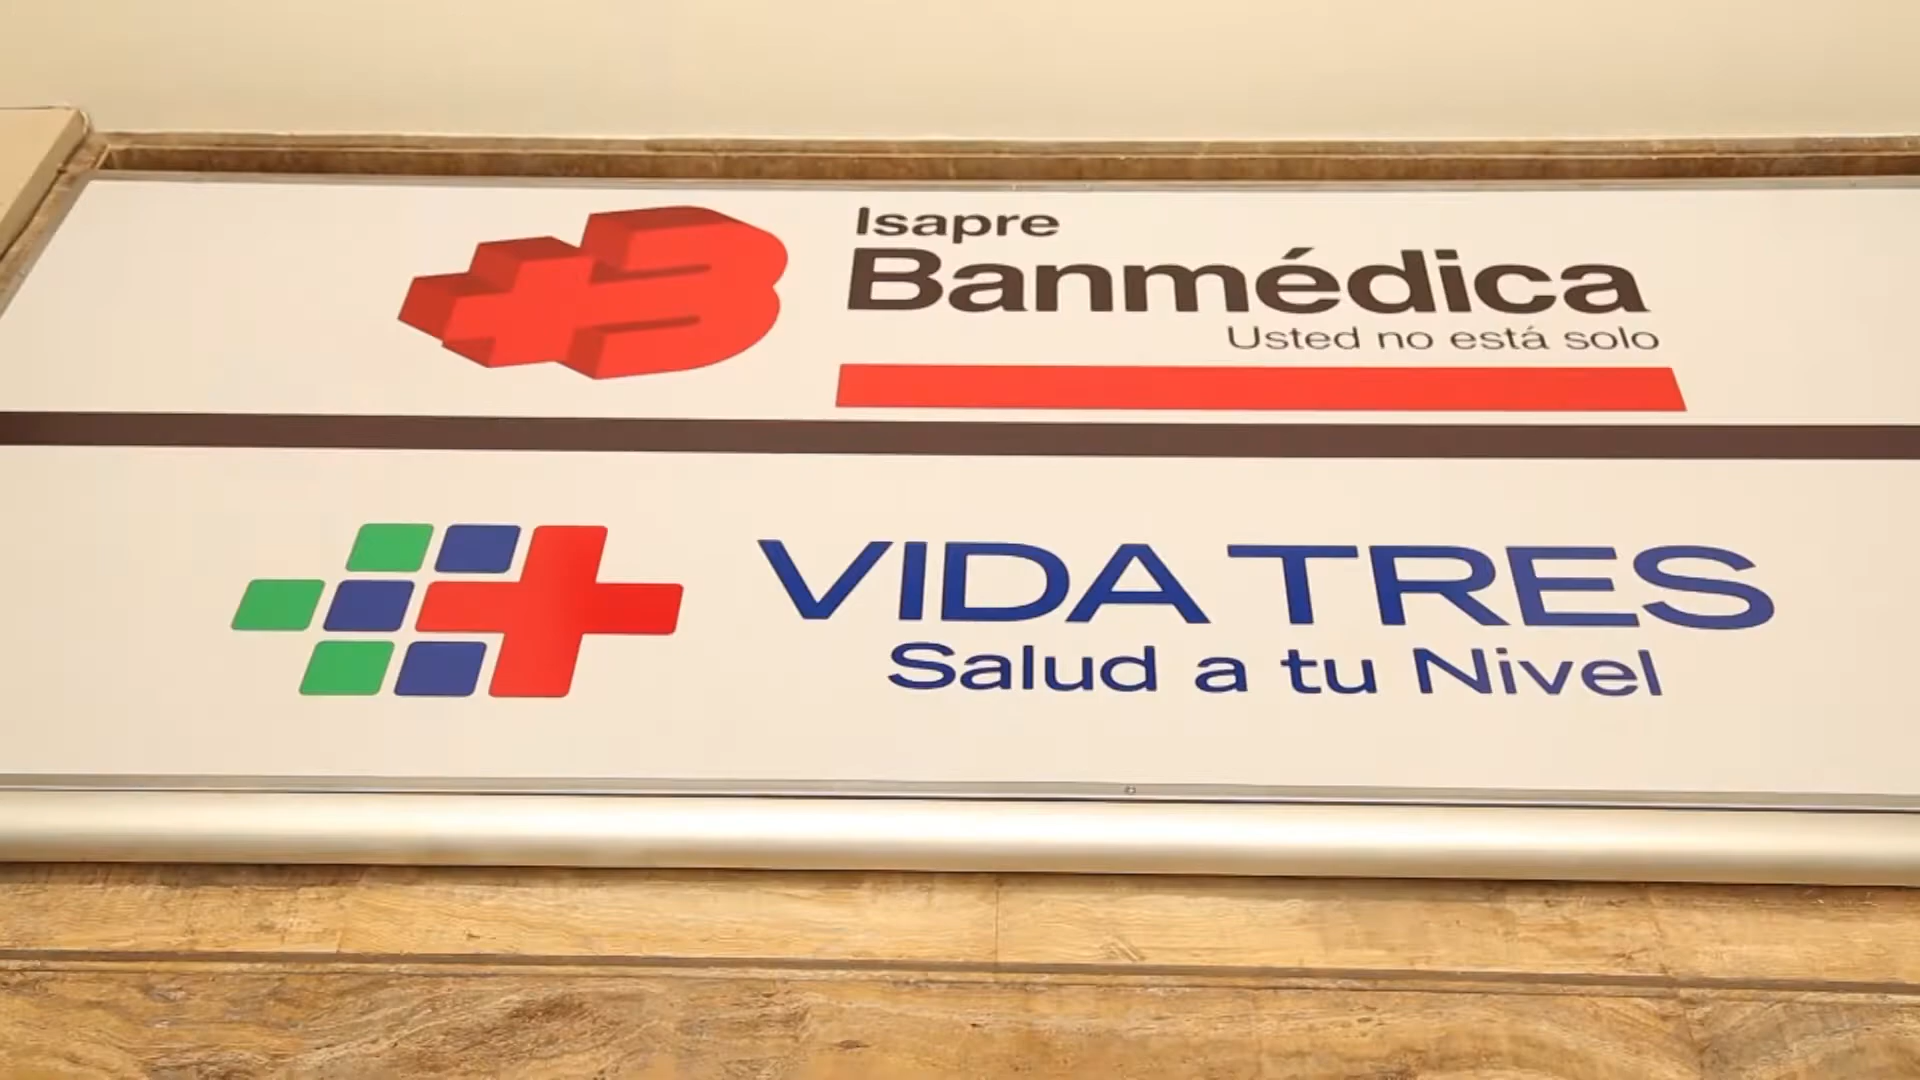 Isapre
Banmédica
Usted no está solo
VIDA TRES
Salud a tu Nivel